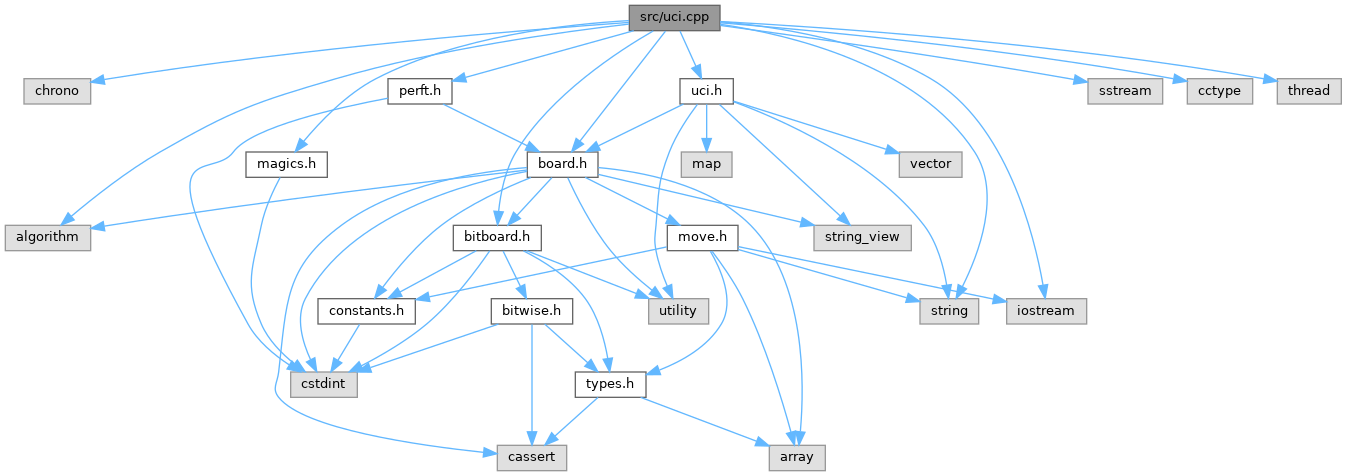 src/uci.cpp
chrono
perft.h
uci.h
sstream
cctype
thread
magics.h
board.h
map
vector
algorithm
bitboard.h
move.h
string_view
constants.h
bitwise.h
utility
string
iostream
cstdint
types.h
cassert
array